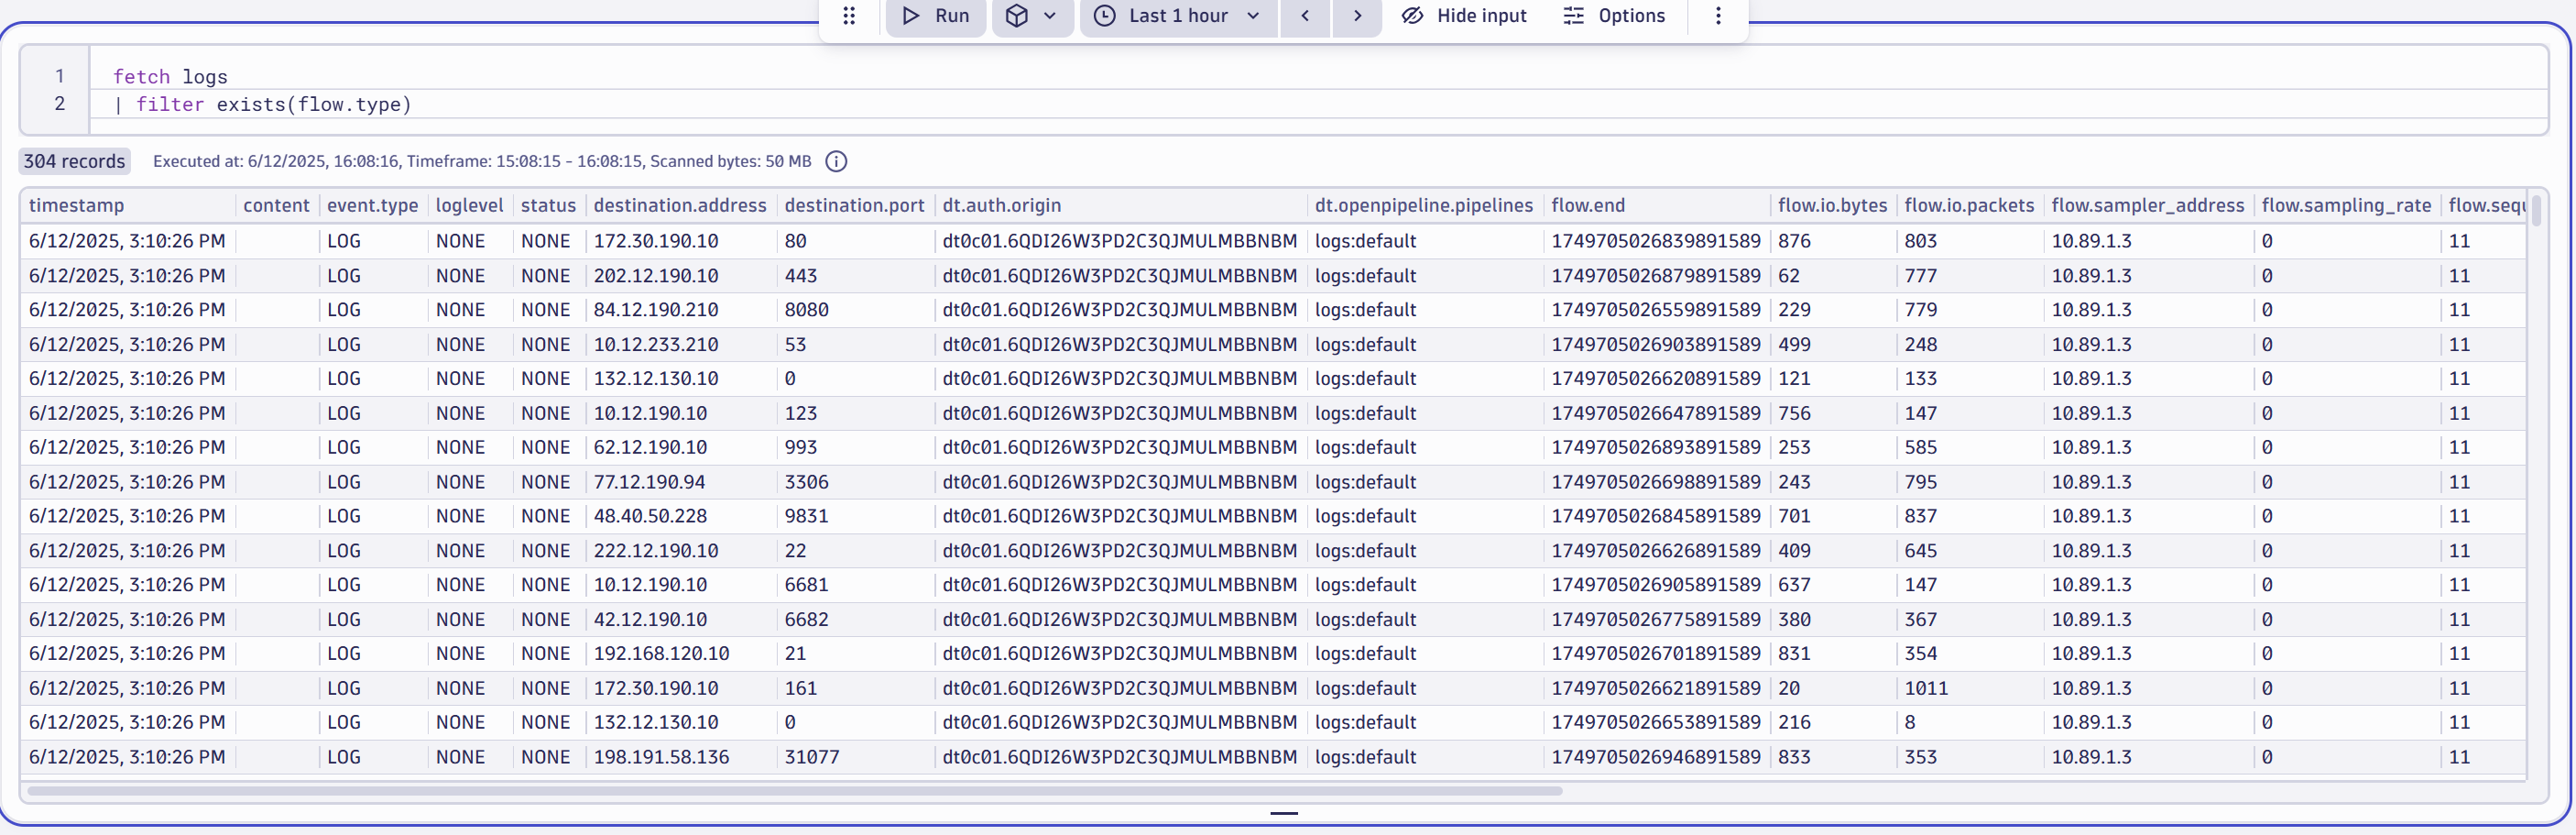 Run Last 1 hour Hide input Options
1 fetch logs
2 | filter exists(flow.type)
304 records Executed at: 6/12/2025, 16:08:16, Timeframe: 15:08:15 - 16:08:15, Scanned bytes: 50 MB
timestamp content event.type loglevel status destination.address destination.port dt.auth.origin dt.openpipeline.pipelines flow.end flow.io.bytes flow.io.packets flow.sampler_address flow.sampling_rate flow.sequ
6/12/2025, 3:10:26 PM LOG NONE NONE 172.30.190.10 80 dt0c01.6QDI26W3PD2C3QJMULMBBNBM logs:default 1749705026839891589 876 803 10.89.1.3 0 11
6/12/2025, 3:10:26 PM LOG NONE NONE 202.12.190.10 443 dt0c01.6QDI26W3PD2C3QJMULMBBNBM logs:default 1749705026879891589 62 777 10.89.1.3 0 11
6/12/2025, 3:10:26 PM LOG NONE NONE 84.12.190.210 8080 dt0c01.6QDI26W3PD2C3QJMULMBBNBM logs:default 1749705026559891589 229 779 10.89.1.3 0 11
6/12/2025, 3:10:26 PM LOG NONE NONE 10.12.233.210 53 dt0c01.6QDI26W3PD2C3QJMULMBBNBM logs:default 1749705026903891589 499 248 10.89.1.3 0 11
6/12/2025, 3:10:26 PM LOG NONE NONE 132.12.130.10 0 dt0c01.6QDI26W3PD2C3QJMULMBBNBM logs:default 1749705026620891589 121 133 10.89.1.3 0 11
6/12/2025, 3:10:26 PM LOG NONE NONE 10.12.190.10 123 dt0c01.6QDI26W3PD2C3QJMULMBBNBM logs:default 1749705026647891589 756 147 10.89.1.3 0 11
6/12/2025, 3:10:26 PM LOG NONE NONE 62.12.190.10 993 dt0c01.6QDI26W3PD2C3QJMULMBBNBM logs:default 1749705026893891589 253 585 10.89.1.3 0 11
6/12/2025, 3:10:26 PM LOG NONE NONE 77.12.190.94 3306 dt0c01.6QDI26W3PD2C3QJMULMBBNBM logs:default 1749705026698891589 243 795 10.89.1.3 0 11
6/12/2025, 3:10:26 PM LOG NONE NONE 48.40.50.228 9831 dt0c01.6QDI26W3PD2C3QJMULMBBNBM logs:default 1749705026845891589 701 837 10.89.1.3 0 11
6/12/2025, 3:10:26 PM LOG NONE NONE 222.12.190.10 22 dt0c01.6QDI26W3PD2C3QJMULMBBNBM logs:default 1749705026626891589 409 645 10.89.1.3 0 11
6/12/2025, 3:10:26 PM LOG NONE NONE 10.12.190.10 6681 dt0c01.6QDI26W3PD2C3QJMULMBBNBM logs:default 1749705026905891589 637 147 10.89.1.3 0 11
6/12/2025, 3:10:26 PM LOG NONE NONE 42.12.190.10 6682 dt0c01.6QDI26W3PD2C3QJMULMBBNBM logs:default 1749705026775891589 380 367 10.89.1.3 0 11
6/12/2025, 3:10:26 PM LOG NONE NONE 192.168.120.10 21 dt0c01.6QDI26W3PD2C3QJMULMBBNBM logs:default 1749705026701891589 831 354 10.89.1.3 0 11
6/12/2025, 3:10:26 PM LOG NONE NONE 172.30.190.10 161 dt0c01.6QDI26W3PD2C3QJMULMBBNBM logs:default 1749705026621891589 20 1011 10.89.1.3 0 11
6/12/2025, 3:10:26 PM LOG NONE NONE 132.12.130.10 0 dt0c01.6QDI26W3PD2C3QJMULMBBNBM logs:default 1749705026653891589 216 8 10.89.1.3 0 11
6/12/2025, 3:10:26 PM LOG NONE NONE 198.191.58.136 31077 dt0c01.6QDI26W3PD2C3QJMULMBBNBM logs:default 1749705026946891589 833 353 10.89.1.3 0 11